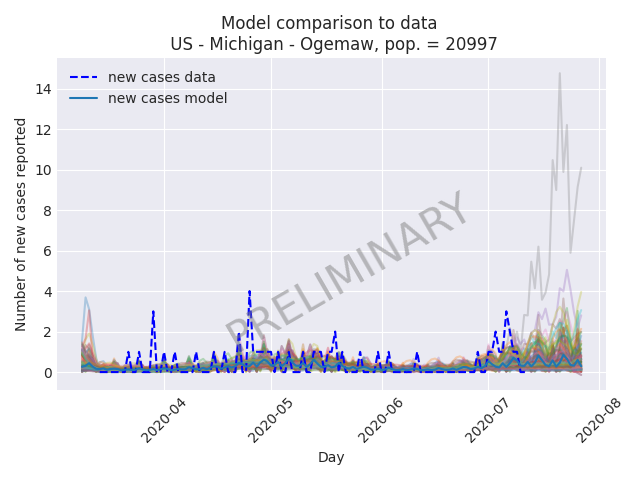 Model comparison to data
US - Michigan - Ogemaw, pop. = 20997
new cases data
new cases model
Number of new cases reported
14
12
10
8
6
4
2
0
PRELIMINARY
2020-04
2020-05
2020-06
2020-07
2020-08
Day